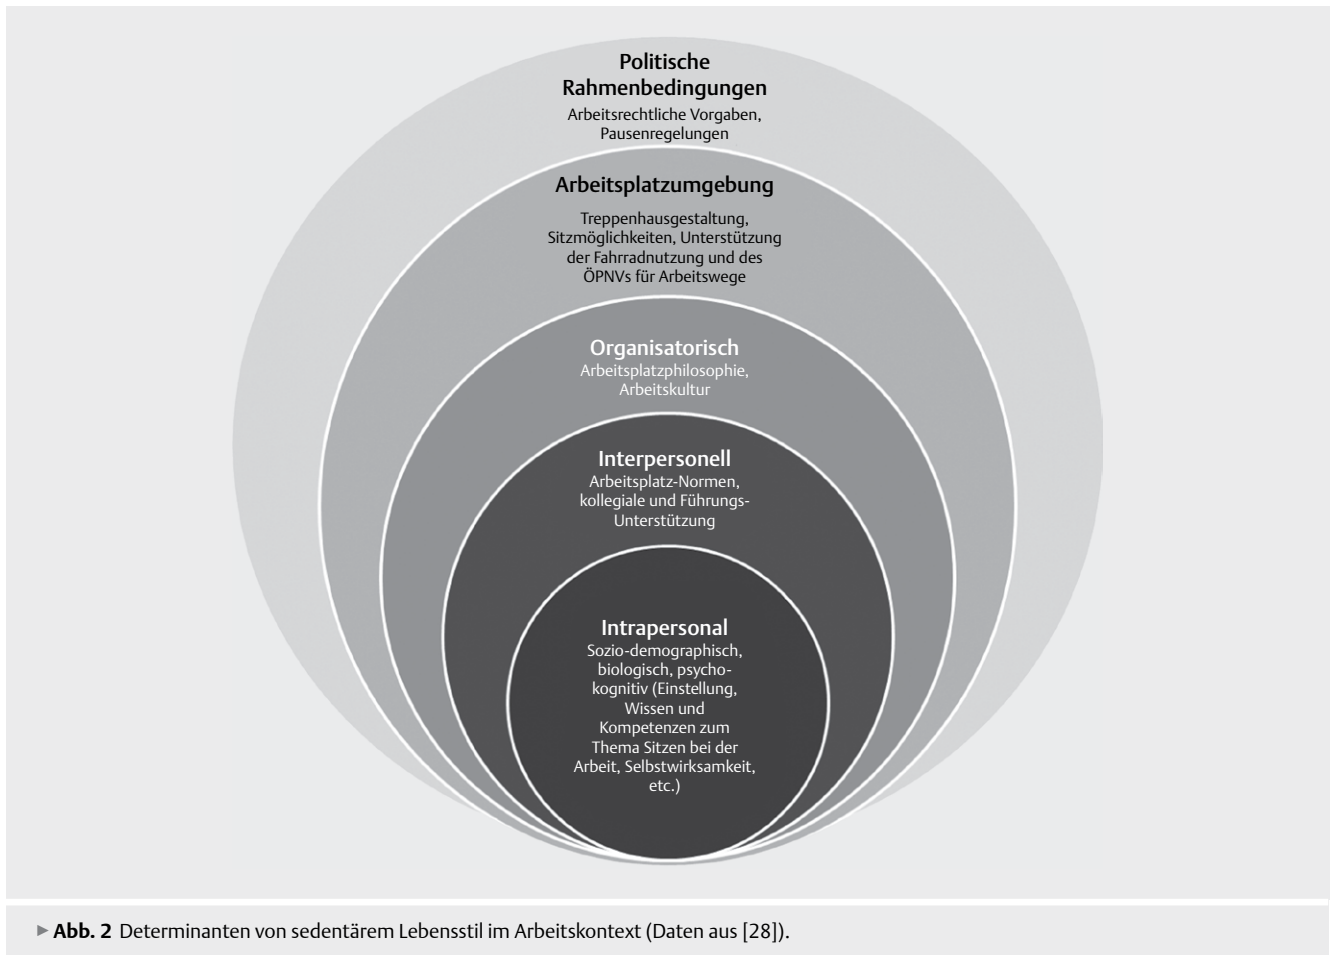 Politische
Rahmenbedingungen
Arbeitsrechtliche Vorgaben,
Pausenregelungen
Arbeitsplatzumgebung
Treppenhausgestaltung,
Sitzmöglichkeiten, Unterstützung
der Fahrradnutzung und des
ÖPNVs für Arbeitswege
Organisatorisch
Arbeitsplatzphilosophie,
Arbeitskultur
Interpersonell
Arbeitsplatz-Normen,
kollegiale und Führungs-
Unterstützung
Intrapersonal
Sozio-demographisch,
biologisch, psycho-
kognitiv (Einstellung,
Wissen und
Kompetenzen zum
Thema Sitzen bei der
Arbeit, Selbstwirksamkeit,
etc.)
▶ Abb. 2 Determinanten von sedentärem Lebensstil im Arbeitskontext (Daten aus [28]).